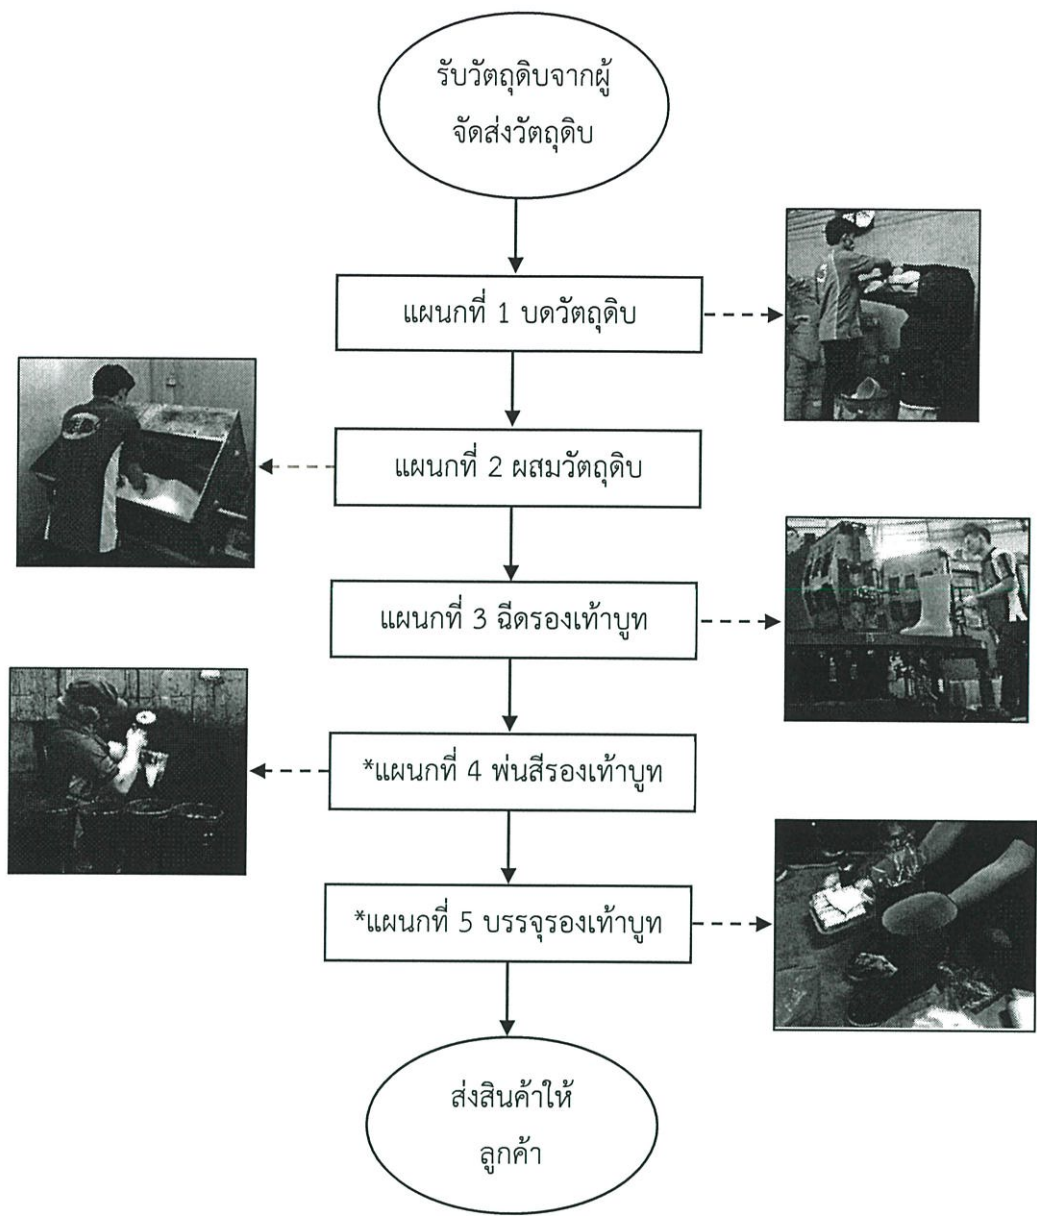 รับวัตถุดิบจากผู้
จัดส่งวัตถุดิบ
แผนกที่ 1 บดวัตถุดิบ
แผนกที่ 2 ผสมวัตถุดิบ
แผนกที่ 3 ฉีดรองเท้าบูท
*แผนกที่ 4 พ่นสีรองเท้าบูท
*แผนกที่ 5 บรรจุรองเท้าบูท
ส่งสินค้าให้
ลูกค้า